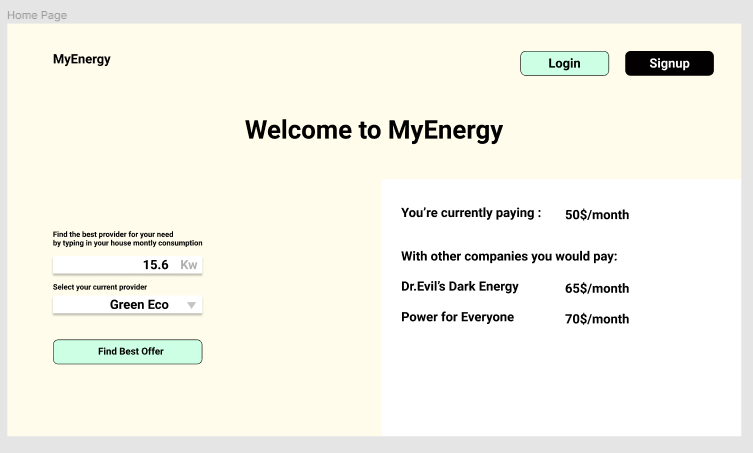 Home Page
MyEnergy
Login
Signup
Welcome to MyEnergy
Find the best provider for your need
by typing in your house montly consumption
15.6 Kw
Select your current provider
Green Eco
Find Best Offer
You're currently paying : 50$/month
With other companies you would pay:
Dr.Evil's Dark Energy 65$/month
Power for Everyone 70$/month